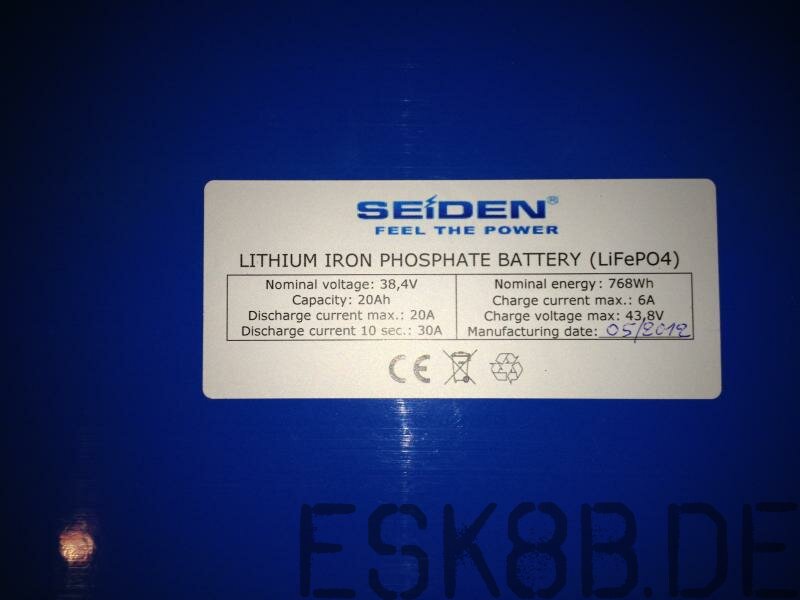 SEiDEN®
FEEL THE POWER
LITHIUM IRON PHOSPHATE BATTERY (LiFePO4)
Nominal voltage: 38,4V
Capacity: 20Ah
Discharge current max.: 20A
Discharge current 10 sec.: 30A
Nominal energy: 768Wh
Charge current max.: 6A
Charge voltage max: 43,8V
Manufacturing date: 05/2012
CE
ESK8B.DE